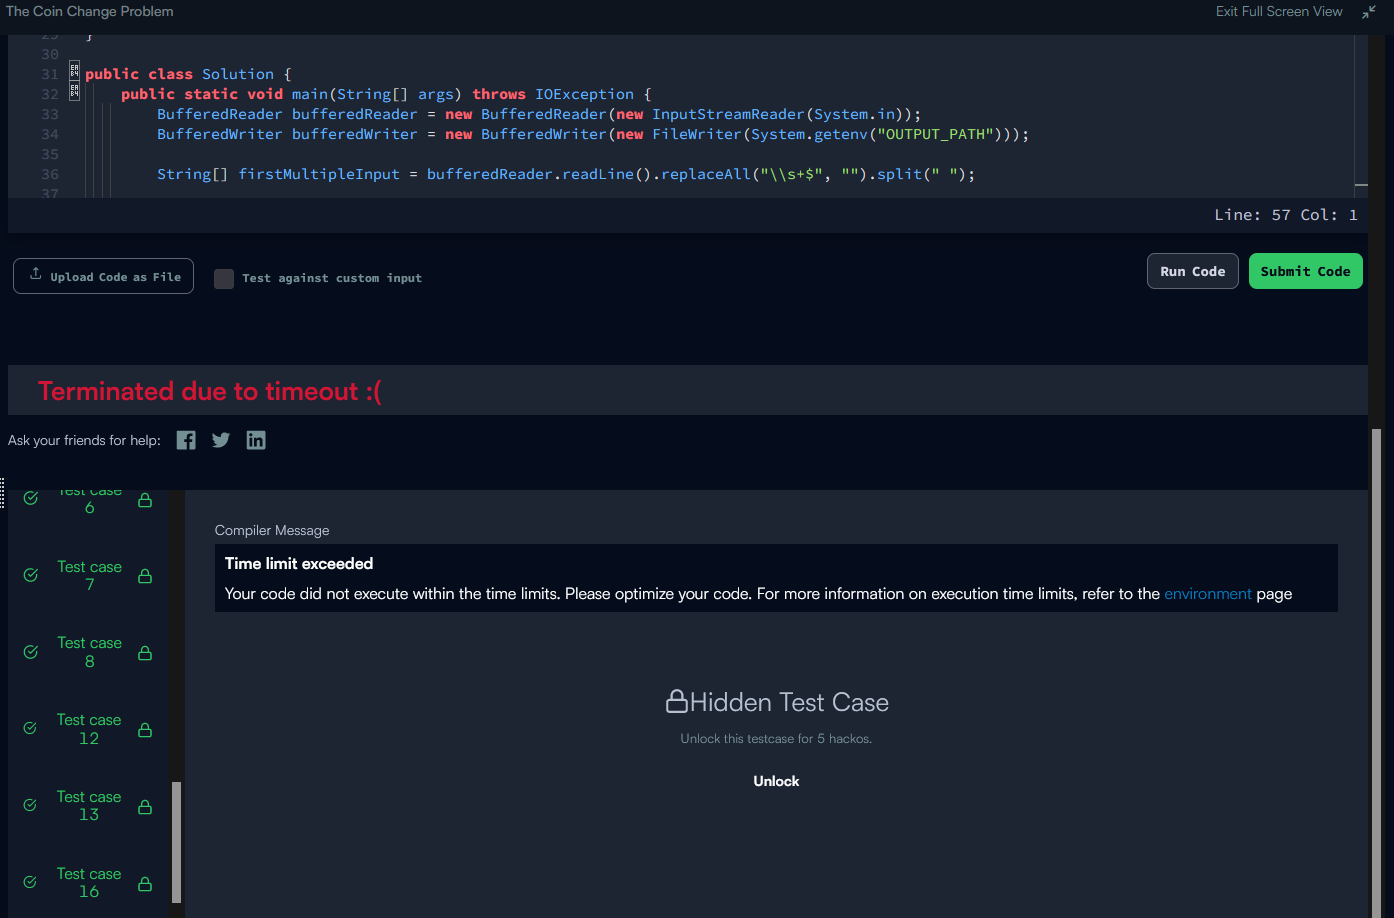 The Coin Change Problem
Exit Full Screen View
29 }
30
31 public class Solution {
32 public static void main(String[] args) throws IOException {
33 BufferedReader bufferedReader = new BufferedReader(new InputStreamReader(System.in));
34 BufferedWriter bufferedWriter = new BufferedWriter(new FileWriter(System.getenv("OUTPUT_PATH")));
35
36 String[] firstMultipleInput = bufferedReader.readLine().replaceAll("\\s+$", "").split(" ");
37
Line: 57 Col: 1
Upload Code as File
Test against custom input
Run Code
Submit Code
Terminated due to timeout :(
Ask your friends for help:
Test case
6
Test case
7
Test case
8
Test case
12
Test case
13
Test case
16
Compiler Message
Time limit exceeded
Your code did not execute within the time limits. Please optimize your code. For more information on execution time limits, refer to the environment page
Hidden Test Case
Unlock this testcase for 5 hackos.
Unlock